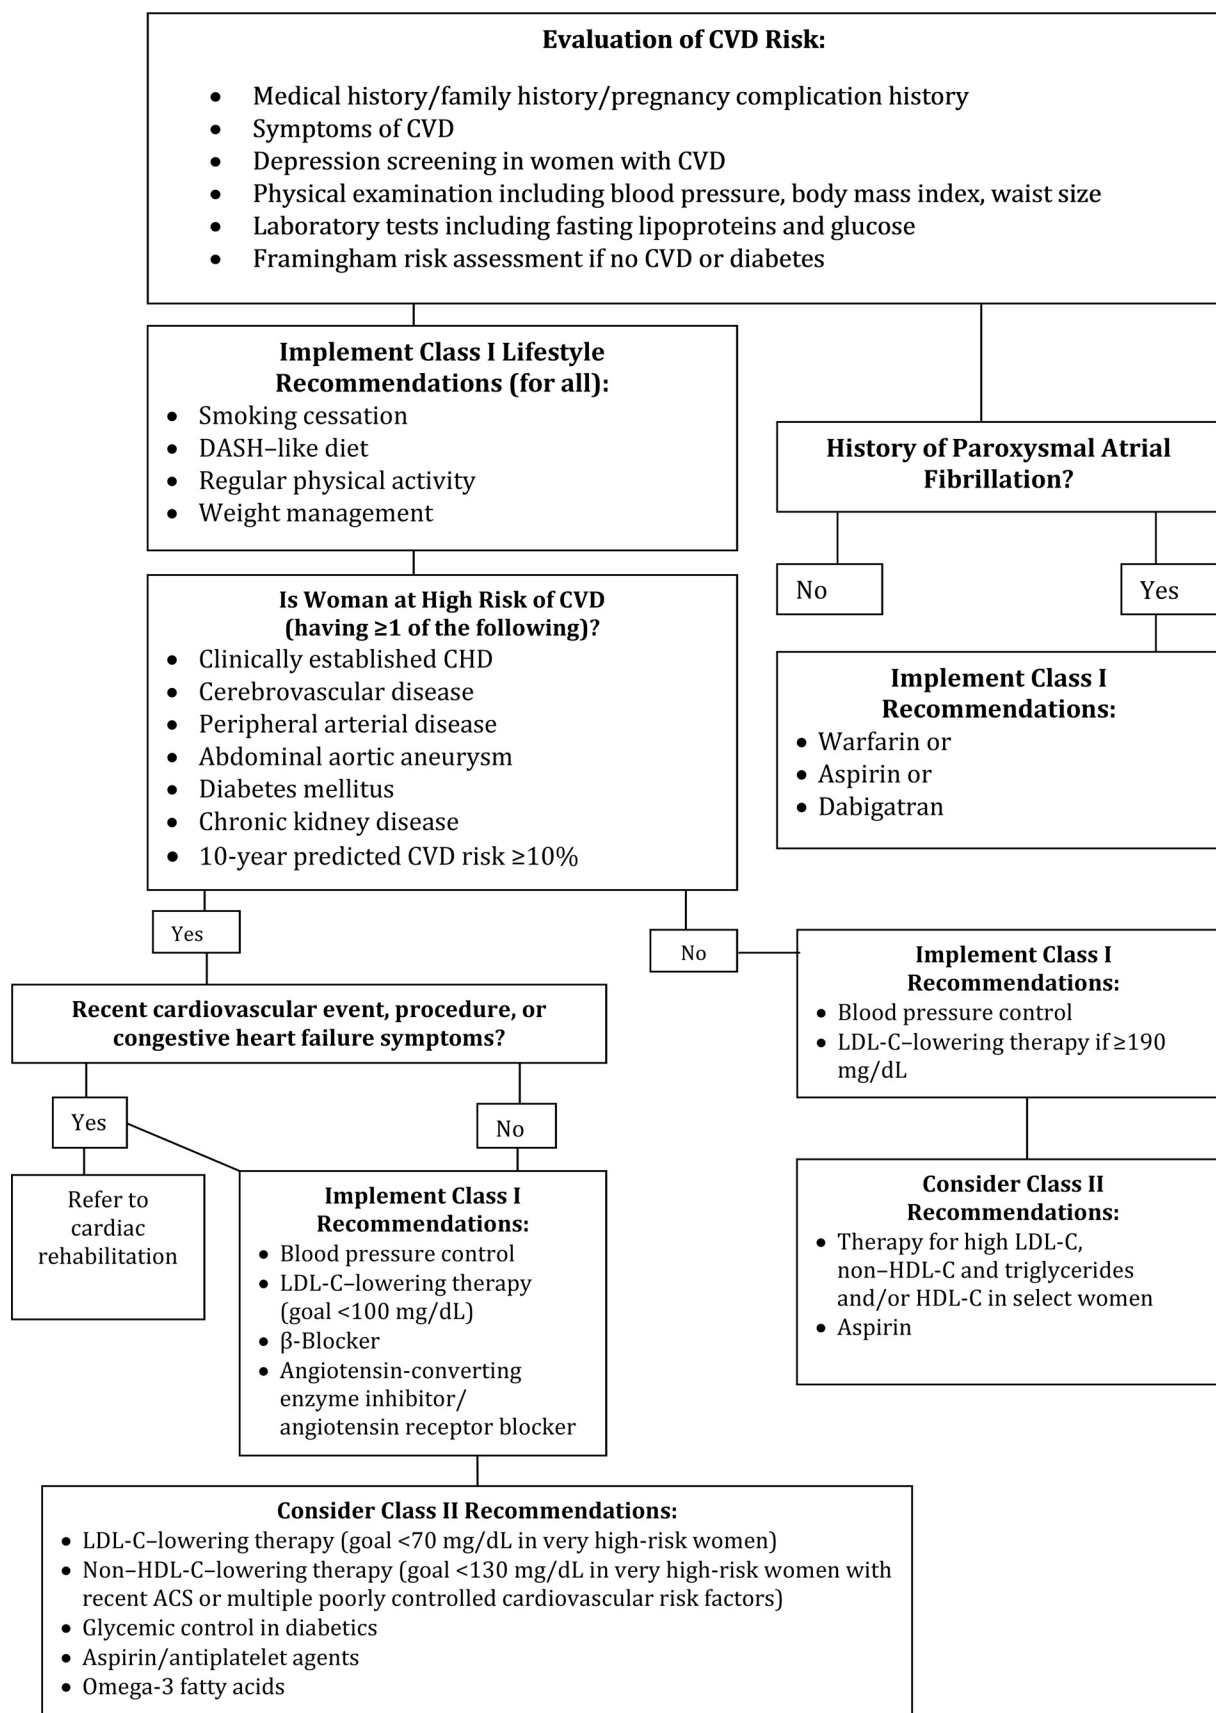 Evaluation of CVD Risk:
• Medical history/family history/pregnancy complication history
• Symptoms of CVD
• Depression screening in women with CVD
• Physical examination including blood pressure, body mass index, waist size
• Laboratory tests including fasting lipoproteins and glucose
• Framingham risk assessment if no CVD or diabetes
Implement Class I Lifestyle
Recommendations (for all):
• Smoking cessation
• DASH–like diet
• Regular physical activity
• Weight management
History of Paroxysmal Atrial
Fibrillation?
No
Yes
Implement Class I
Recommendations:
• Warfarin or
• Aspirin or
• Dabigatran
Is Woman at High Risk of CVD
(having ≥1 of the following)?
• Clinically established CHD
• Cerebrovascular disease
• Peripheral arterial disease
• Abdominal aortic aneurysm
• Diabetes mellitus
• Chronic kidney disease
• 10-year predicted CVD risk ≥10%
Yes
No
Implement Class I
Recommendations:
• Blood pressure control
• LDL-C–lowering therapy if ≥190
mg/dL
Consider Class II
Recommendations:
• Therapy for high LDL-C,
non–HDL-C and triglycerides
and/or HDL-C in select women
• Aspirin
Recent cardiovascular event, procedure, or
congestive heart failure symptoms?
Yes
No
Refer to
cardiac
rehabilitation
Implement Class I
Recommendations:
• Blood pressure control
• LDL-C–lowering therapy
(goal <100 mg/dL)
• β-Blocker
• Angiotensin-converting
enzyme inhibitor/
angiotensin receptor blocker
Consider Class II Recommendations:
• LDL-C–lowering therapy (goal <70 mg/dL in very high-risk women)
• Non–HDL-C–lowering therapy (goal <130 mg/dL in very high-risk women with
recent ACS or multiple poorly controlled cardiovascular risk factors)
• Glycemic control in diabetics
• Aspirin/antiplatelet agents
• Omega-3 fatty acids